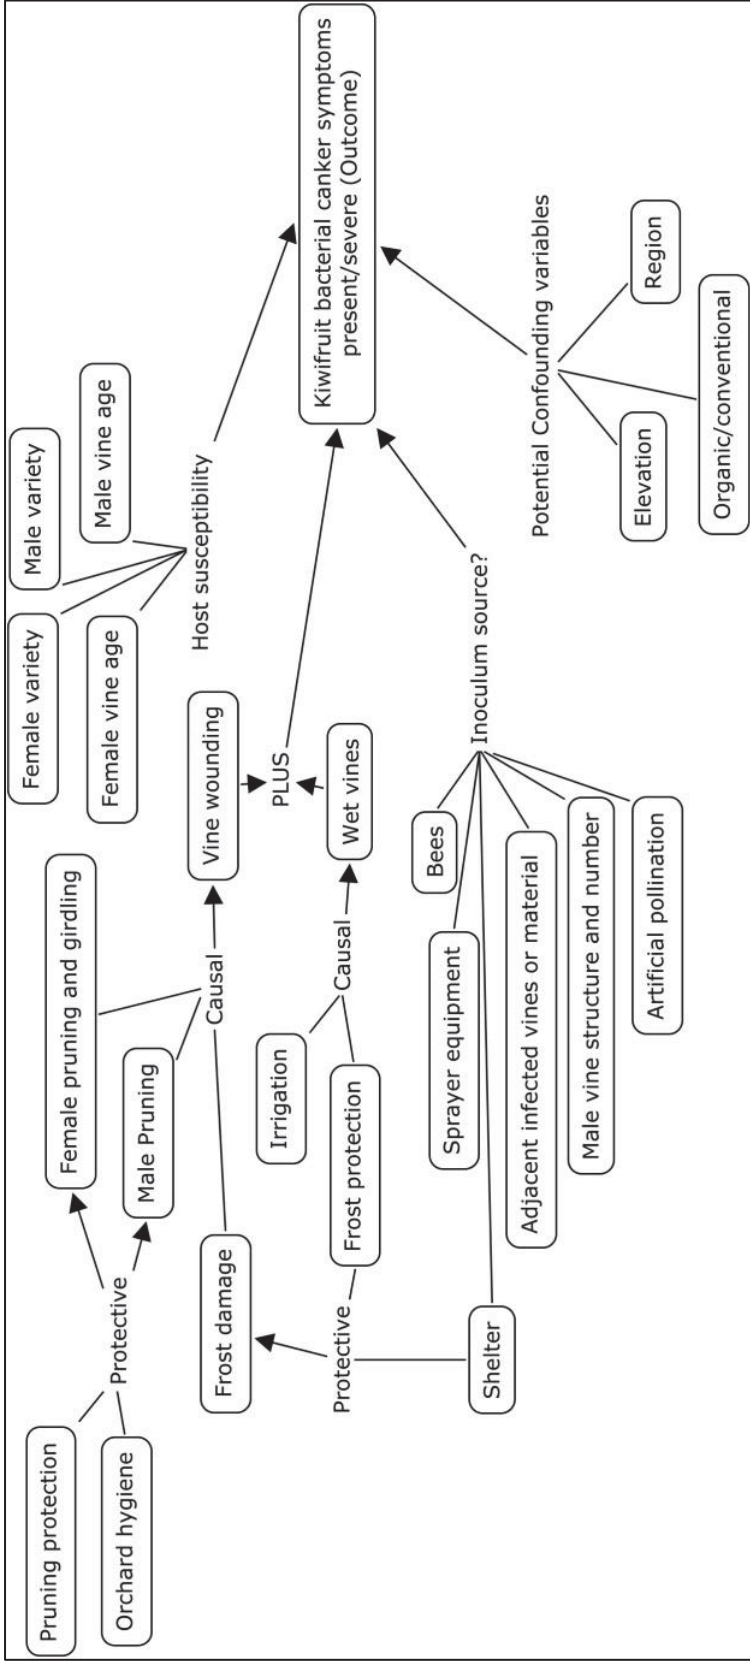 Pruning protection
Orchard hygiene
Protective
Female pruning and girdling
Male Pruning
Frost damage
Causal
Vine wounding
Female variety
Male variety
Female vine age
Male vine age
Host susceptibility
PLUS
Wet vines
Causal
Irrigation
Frost protection
Protective
Shelter
Kiwifruit bacterial canker symptoms
present/severe (Outcome)
Bees
Sprayer equipment
Adjacent infected vines or material
Male vine structure and number
Artificial pollination
Inoculum source?
Potential Confounding variables
Elevation
Region
Organic/conventional